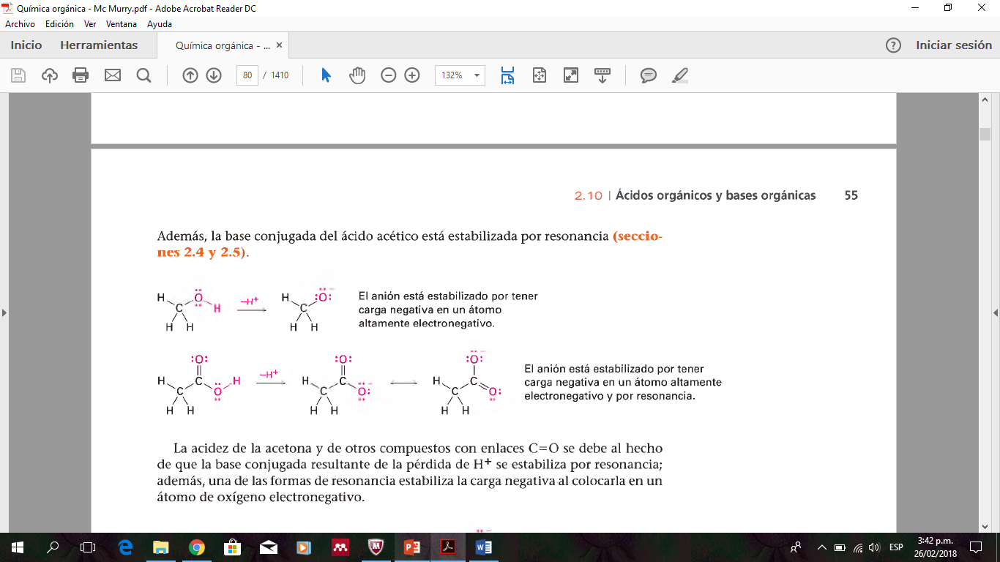 Química orgánica - Mc Murry.pdf - Adobe Acrobat Reader DC
Archivo Edición Ver Ventana Ayuda
Inicio Herramientas Química orgánica - ... × ? Iniciar sesión
80 / 1410 132%
2.10 | Ácidos orgánicos y bases orgánicas 55
Además, la base conjugada del ácido acético está estabilizada por resonancia (seccio-
nes 2.4 y 2.5).
H C O H H H
–H⁺
H C :O:⁻ H H
El anión está estabilizado por tener
carga negativa en un átomo
altamente electronegativo.
:O: H C C O H H H
–H⁺
:O: H C C O:⁻ H H
:O:⁻ H C C O: H H
El anión está estabilizado por tener
carga negativa en un átomo altamente
electronegativo y por resonancia.
La acidez de la acetona y de otros compuestos con enlaces C=O se debe al hecho
de que la base conjugada resultante de la pérdida de H⁺ se estabiliza por resonancia;
además, una de las formas de resonancia estabiliza la carga negativa al colocarla en un
átomo de oxígeno electronegativo.
ESP
3:42 p.m.
26/02/2018